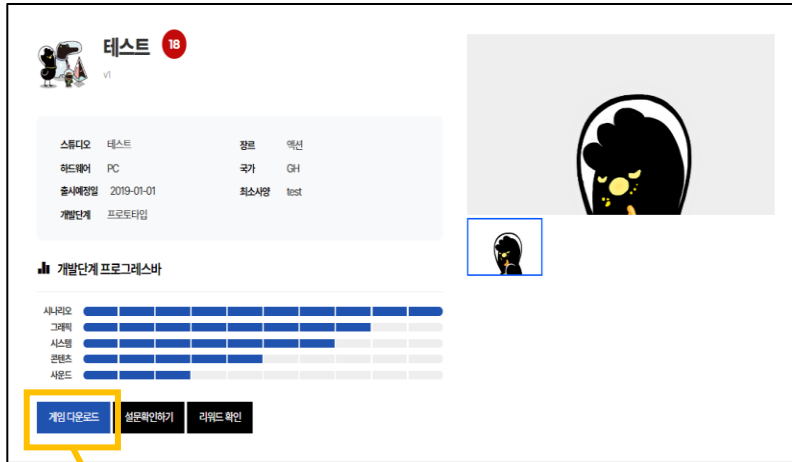 테스트 18
v1
스튜디오 테스트 장르 액션
하드웨어 PC 국가 GH
출시예정일 2019-01-01 최소사양 test
개발단계 프로토타입
개발단계 프로그레스바
시나리오
그래픽
시스템
콘텐츠
사운드
게임 다운로드 설문확인하기 리워드 확인